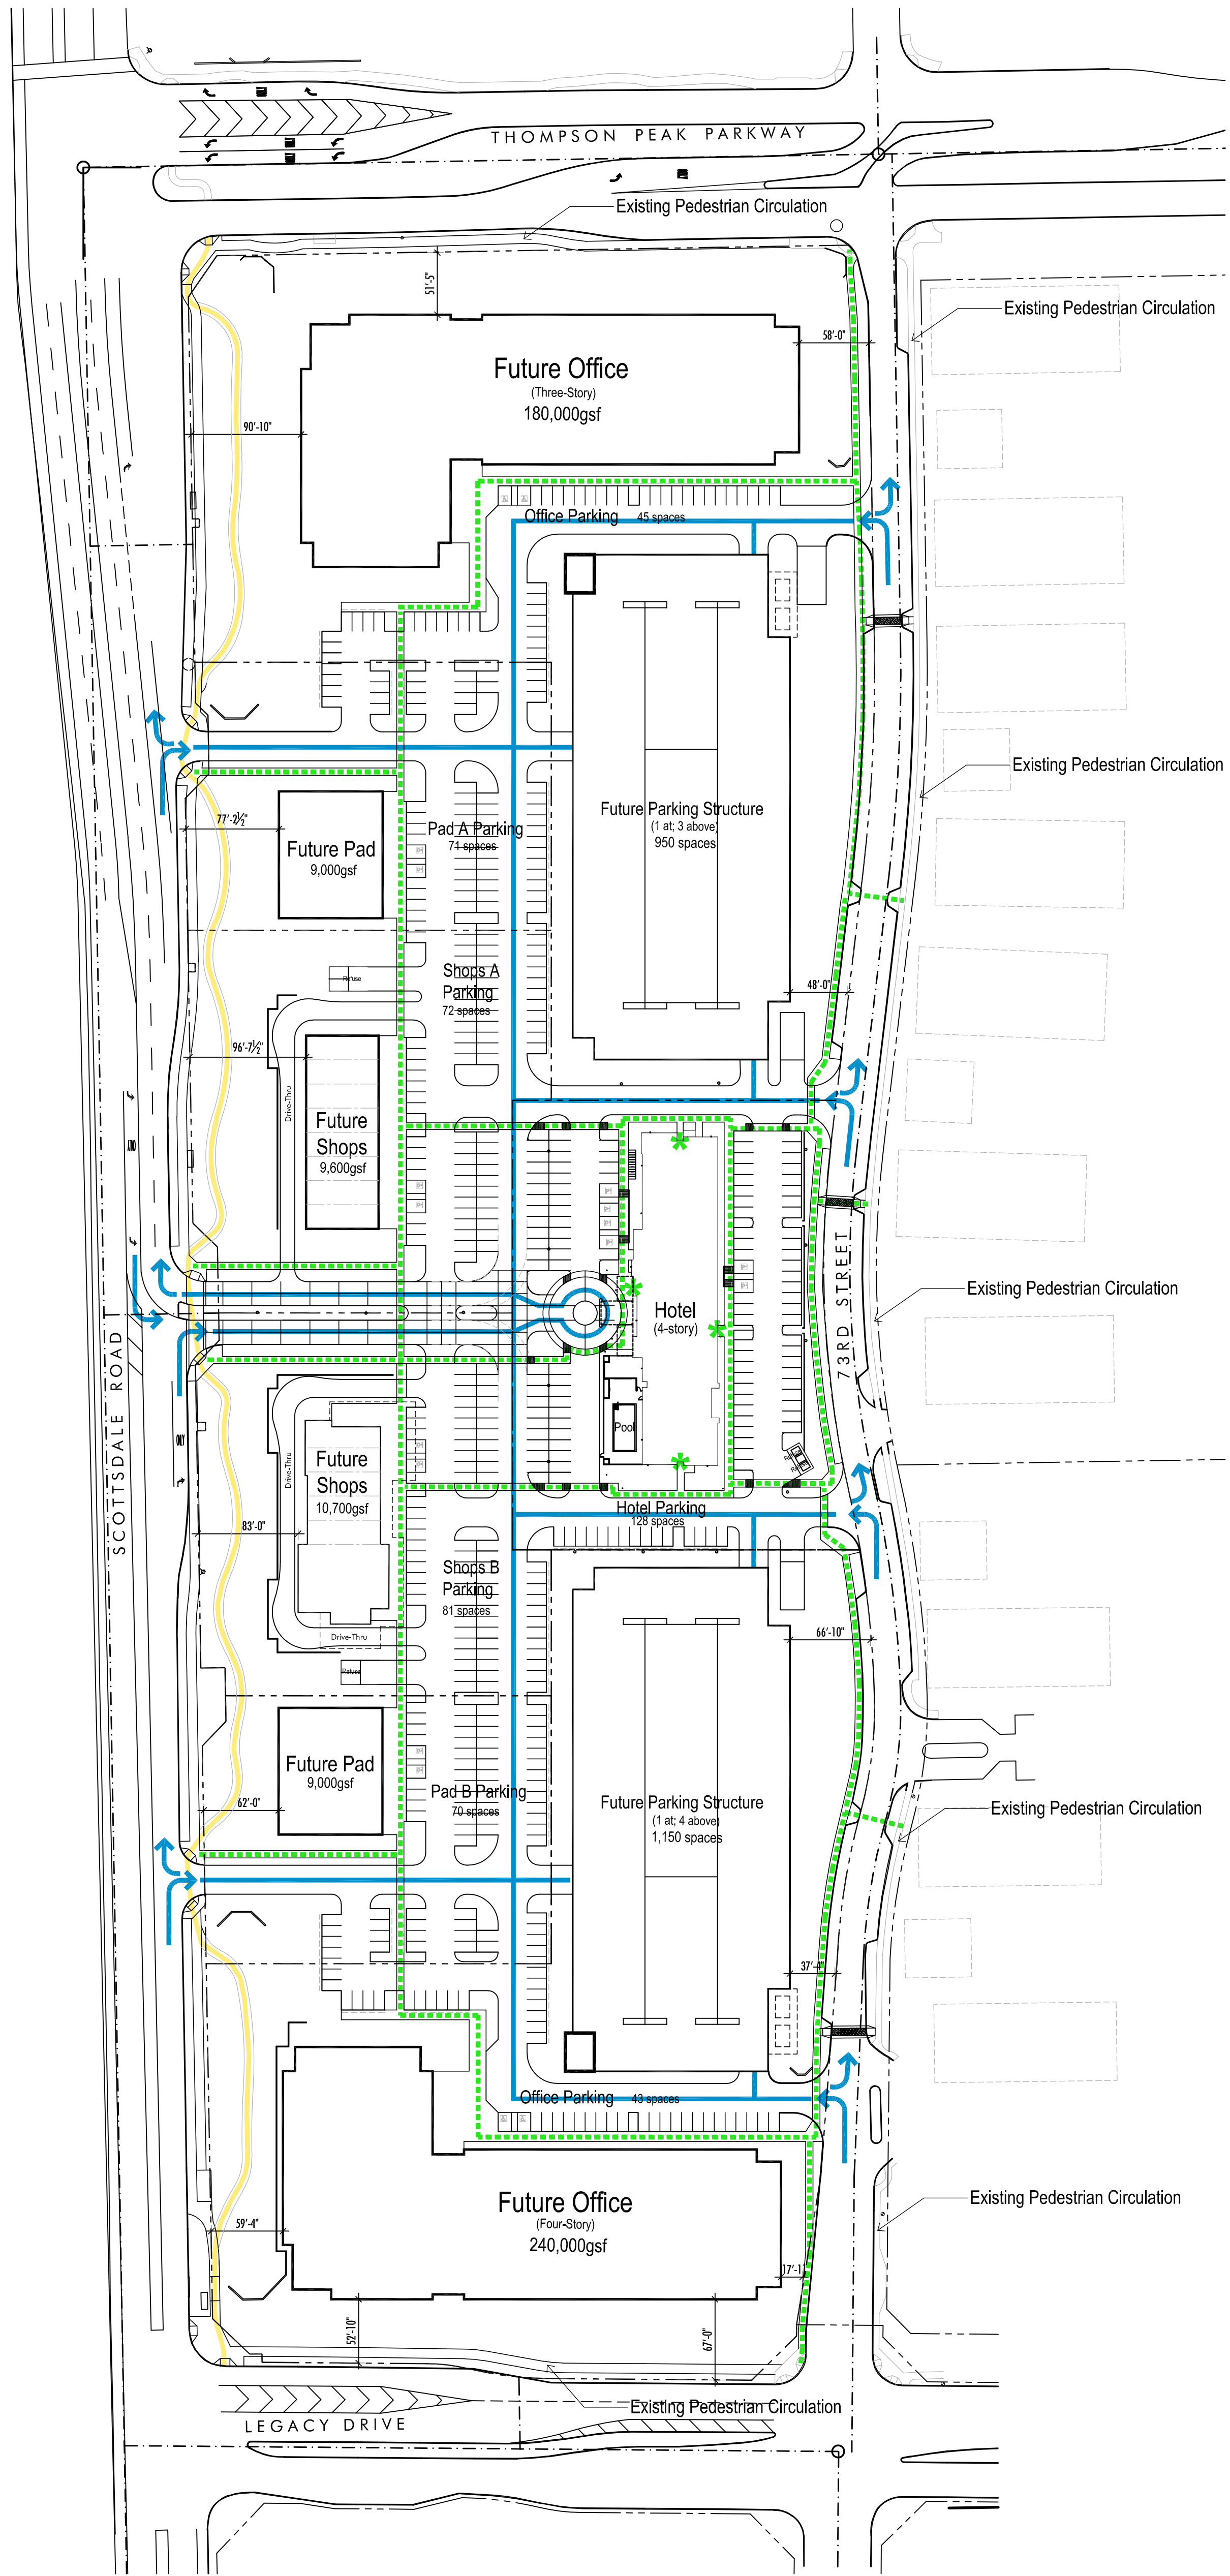 THOMPSON PEAK PARKWAY
Existing Pedestrian Circulation
51'-5"
Existing Pedestrian Circulation
58'-0"
Future Office
(Three-Story)
180,000gsf
90'-10"
Office Parking 45 spaces
Existing Pedestrian Circulation
77'-2½"
Future Pad
9,000gsf
Pad A Parking
71 spaces
Future Parking Structure
(1 at; 3 above)
950 spaces
Shops A
Parking
72 spaces
Refuse
48'-0"
96'-7½"
Drive-Thru
Future
Shops
9,600gsf
73RD STREET
Existing Pedestrian Circulation
Hotel
(4-story)
SCOTTSDALE ROAD
ONLY
Pool
Drive-Thru
Future
Shops
10,700gsf
83'-0"
Hotel Parking
128 spaces
Shops B
Parking
81 spaces
Drive-Thru
Refuse
66'-10"
Future Pad
9,000gsf
62'-0"
Pad B Parking
70 spaces
Future Parking Structure
(1 at; 4 above)
1,150 spaces
Existing Pedestrian Circulation
37'-4"
Office Parking 43 spaces
Future Office
(Four-Story)
240,000gsf
59'-4"
Existing Pedestrian Circulation
52'-10"
67'-0"
Existing Pedestrian Circulation
LEGACY DRIVE